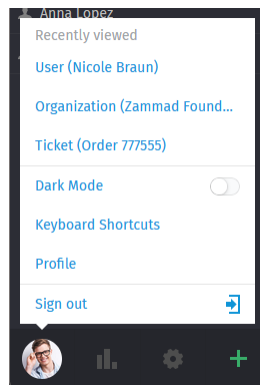 Anna Lopez
Recently viewed
User (Nicole Braun)
Organization (Zammad Found...
Ticket (Order 777555)
Dark Mode
Keyboard Shortcuts
Profile
Sign out